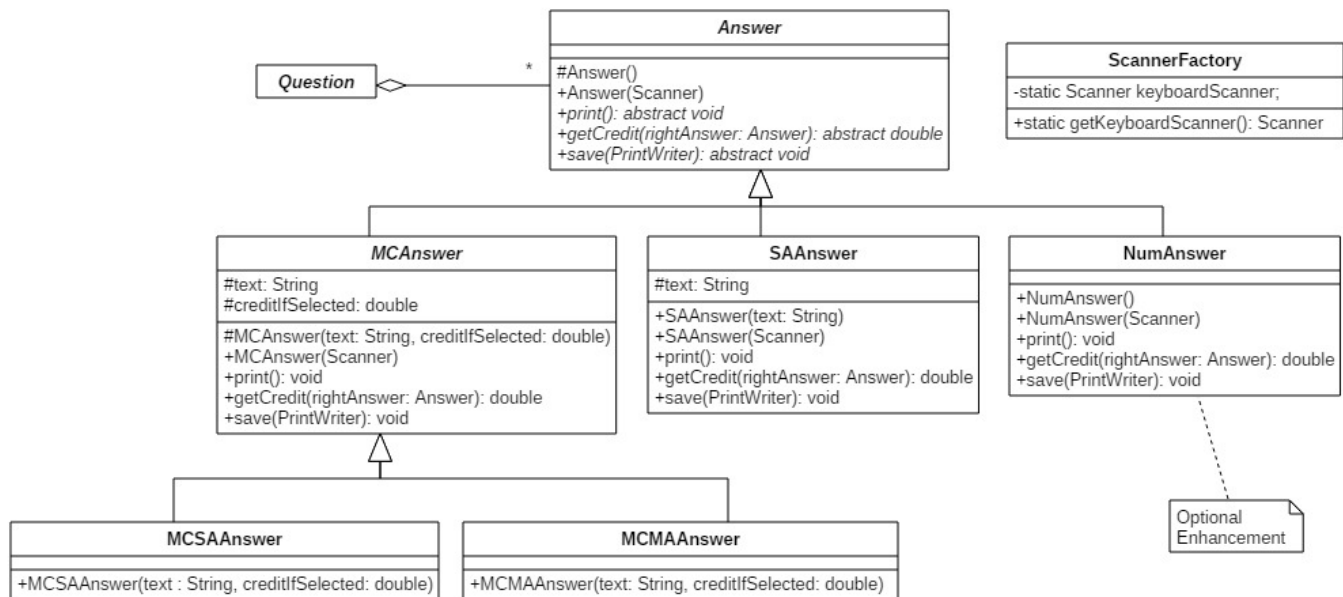 Answer
#Answer()
+Answer(Scanner)
+print(): abstract void
+getCredit(rightAnswer: Answer): abstract double
+save(PrintWriter): abstract void
Question
*
ScannerFactory
-static Scanner keyboardScanner;
+static getKeyboardScanner(): Scanner
MCAnswer
#text: String
#creditIfSelected: double
#MCAnswer(text: String, creditIfSelected: double)
+MCAnswer(Scanner)
+print(): void
+getCredit(rightAnswer: Answer): double
+save(PrintWriter): void
SAAnswer
#text: String
+SAAnswer(text: String)
+SAAnswer(Scanner)
+print(): void
+getCredit(rightAnswer: Answer): double
+save(PrintWriter): void
NumAnswer
+NumAnswer()
+NumAnswer(Scanner)
+print(): void
+getCredit(rightAnswer: Answer): double
+save(PrintWriter): void
Optional
Enhancement
MCSAAnswer
+MCSAAnswer(text : String, creditIfSelected: double)
MCMAAnswer
+MCMAAnswer(text: String, creditIfSelected: double)